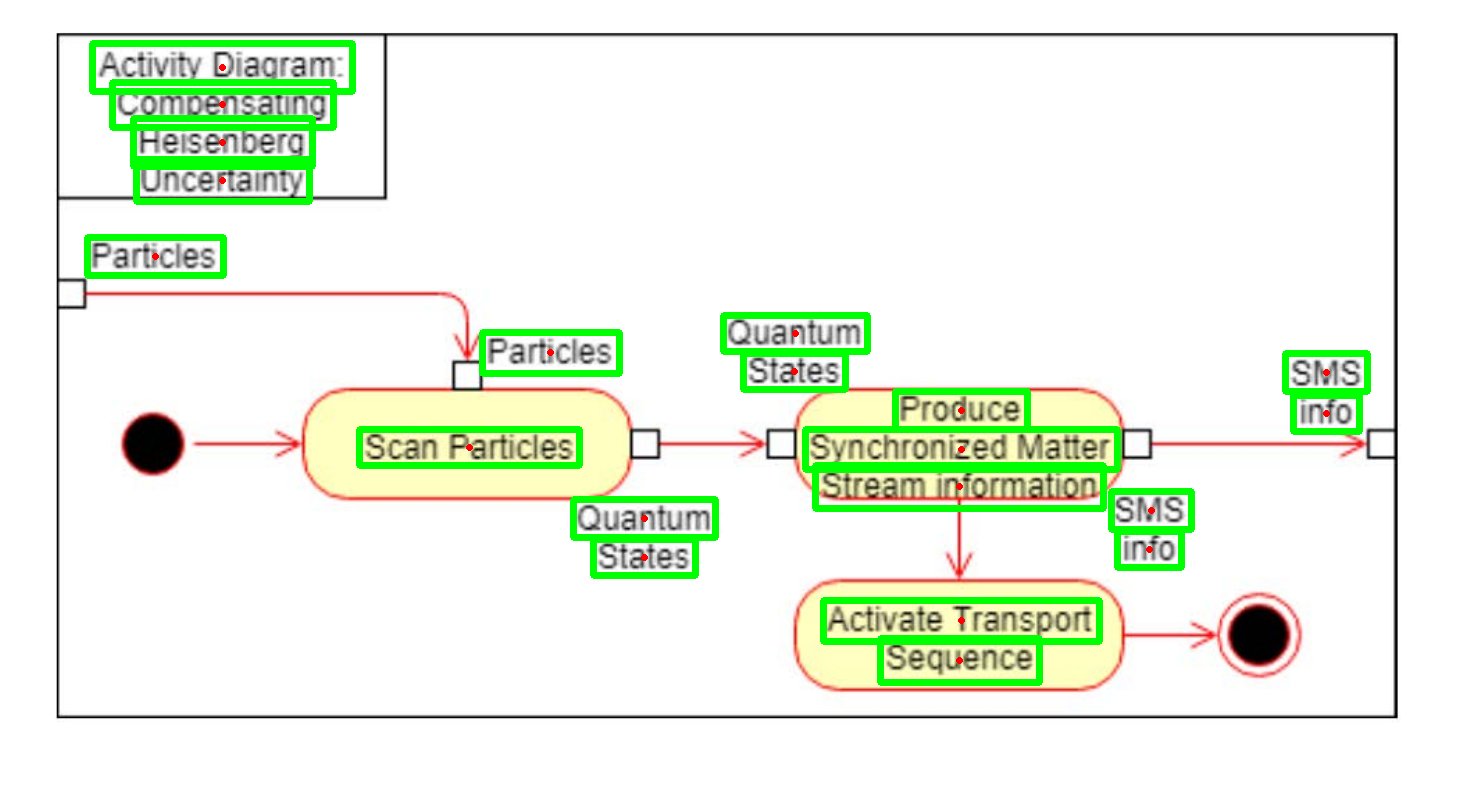 Activity Diagram:
Compensating
Heisenberg
Uncertainty
Particles
Particles
Quantum
States
SMS
info
Scan Particles
Produce
Synchronized Matter
Stream information
Quantum
States
SMS
info
Activate Transport
Sequence